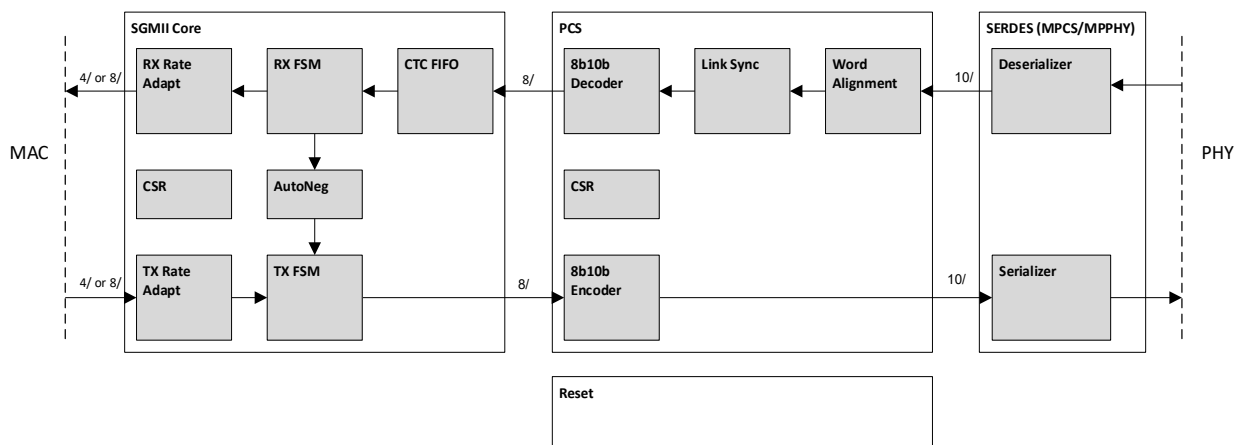 SGMII Core
PCS
SERDES (MPCS/MPPHY)
4/ or 8/
RX Rate
Adapt
RX FSM
CTC FIFO
8/
8b10b
Decoder
Link Sync
Word
Alignment
10/
Deserializer
MAC
PHY
CSR
AutoNeg
CSR
4/ or 8/
TX Rate
Adapt
TX FSM
8/
8b10b
Encoder
10/
Serializer
Reset